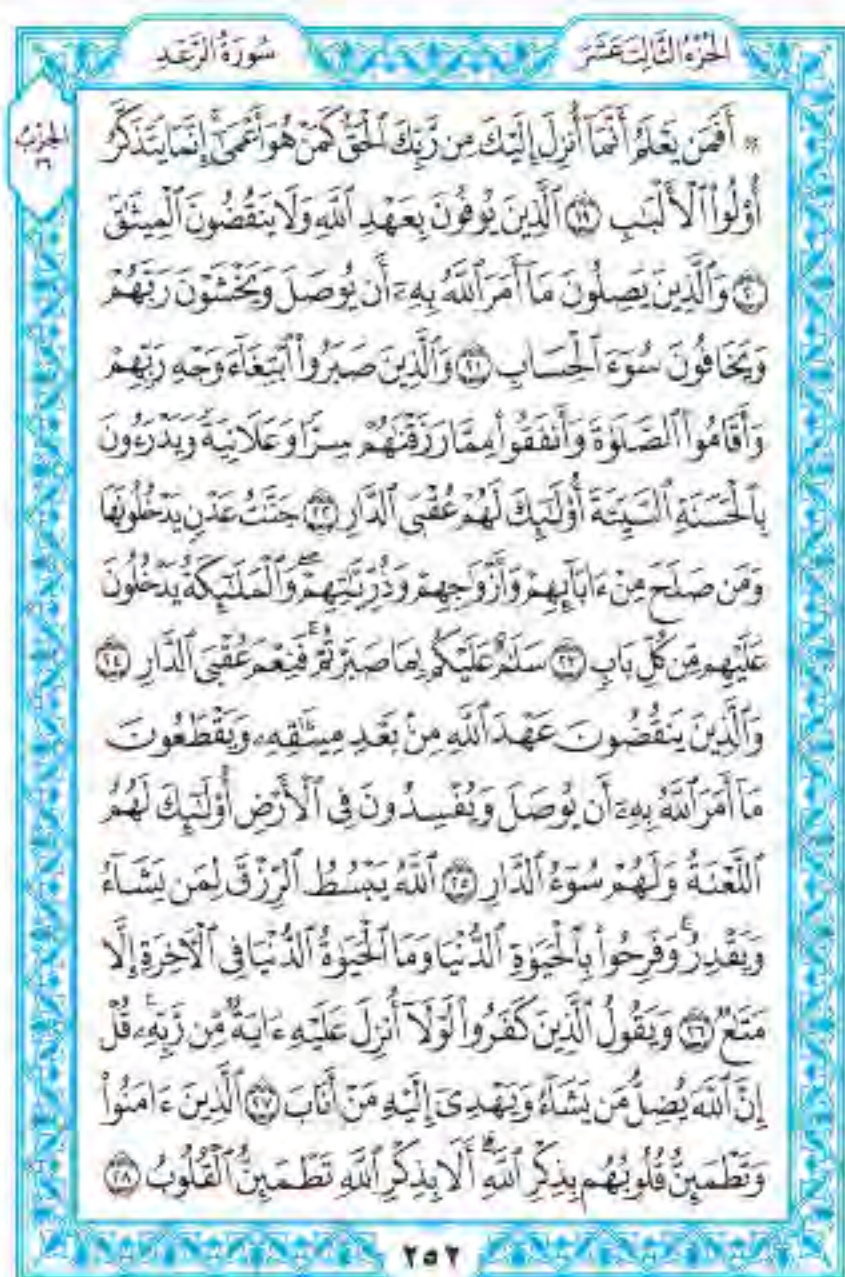 الجزء الثالث عشر
سورة الرعد
الحزب ٢٦
۞ أَفَمَن يَعْلَمُ أَنَّمَآ أُنزِلَ إِلَيْكَ مِن رَّبِّكَ ٱلْحَقُّ كَمَنْ هُوَ أَعْمَىٰٓ ۚ إِنَّمَا يَتَذَكَّرُ
أُو۟لُوا۟ ٱلْأَلْبَـٰبِ ١٩ ٱلَّذِينَ يُوفُونَ بِعَهْدِ ٱللَّهِ وَلَا يَنقُضُونَ ٱلْمِيثَـٰقَ
٢٠ وَٱلَّذِينَ يَصِلُونَ مَآ أَمَرَ ٱللَّهُ بِهِۦٓ أَن يُوصَلَ وَيَخْشَوْنَ رَبَّهُمْ
وَيَخَافُونَ سُوٓءَ ٱلْحِسَابِ ٢١ وَٱلَّذِينَ صَبَرُوا۟ ٱبْتِغَآءَ وَجْهِ رَبِّهِمْ
وَأَقَامُوا۟ ٱلصَّلَوٰةَ وَأَنفَقُوا۟ مِمَّا رَزَقْنَـٰهُمْ سِرًّا وَعَلَانِيَةً وَيَدْرَءُونَ
بِٱلْحَسَنَةِ ٱلسَّيِّئَةَ أُو۟لَـٰٓئِكَ لَهُمْ عُقْبَى ٱلدَّارِ ٢٢ جَنَّـٰتُ عَدْنٍ يَدْخُلُونَهَا
وَمَن صَلَحَ مِنْ ءَابَآئِهِمْ وَأَزْوَٰجِهِمْ وَذُرِّيَّـٰتِهِمْ ۖ وَٱلْمَلَـٰٓئِكَةُ يَدْخُلُونَ
عَلَيْهِم مِّن كُلِّ بَابٍ ٢٣ سَلَـٰمٌ عَلَيْكُم بِمَا صَبَرْتُمْ ۚ فَنِعْمَ عُقْبَى ٱلدَّارِ ٢٤
وَٱلَّذِينَ يَنقُضُونَ عَهْدَ ٱللَّهِ مِنۢ بَعْدِ مِيثَـٰقِهِۦ وَيَقْطَعُونَ
مَآ أَمَرَ ٱللَّهُ بِهِۦٓ أَن يُوصَلَ وَيُفْسِدُونَ فِى ٱلْأَرْضِ ۙ أُو۟لَـٰٓئِكَ لَهُمُ
ٱللَّعْنَةُ وَلَهُمْ سُوٓءُ ٱلدَّارِ ٢٥ ٱللَّهُ يَبْسُطُ ٱلرِّزْقَ لِمَن يَشَآءُ
وَيَقْدِرُ ۚ وَفَرِحُوا۟ بِٱلْحَيَوٰةِ ٱلدُّنْيَا وَمَا ٱلْحَيَوٰةُ ٱلدُّنْيَا فِى ٱلْـَٔاخِرَةِ إِلَّا
مَتَـٰعٌ ٢٦ وَيَقُولُ ٱلَّذِينَ كَفَرُوا۟ لَوْلَآ أُنزِلَ عَلَيْهِ ءَايَةٌ مِّن رَّبِّهِۦ ۗ قُلْ
إِنَّ ٱللَّهَ يُضِلُّ مَن يَشَآءُ وَيَهْدِىٓ إِلَيْهِ مَنْ أَنَابَ ٢٧ ٱلَّذِينَ ءَامَنُوا۟
وَتَطْمَئِنُّ قُلُوبُهُم بِذِكْرِ ٱللَّهِ ۗ أَلَا بِذِكْرِ ٱللَّهِ تَطْمَئِنُّ ٱلْقُلُوبُ ٢٨
٢٥٢